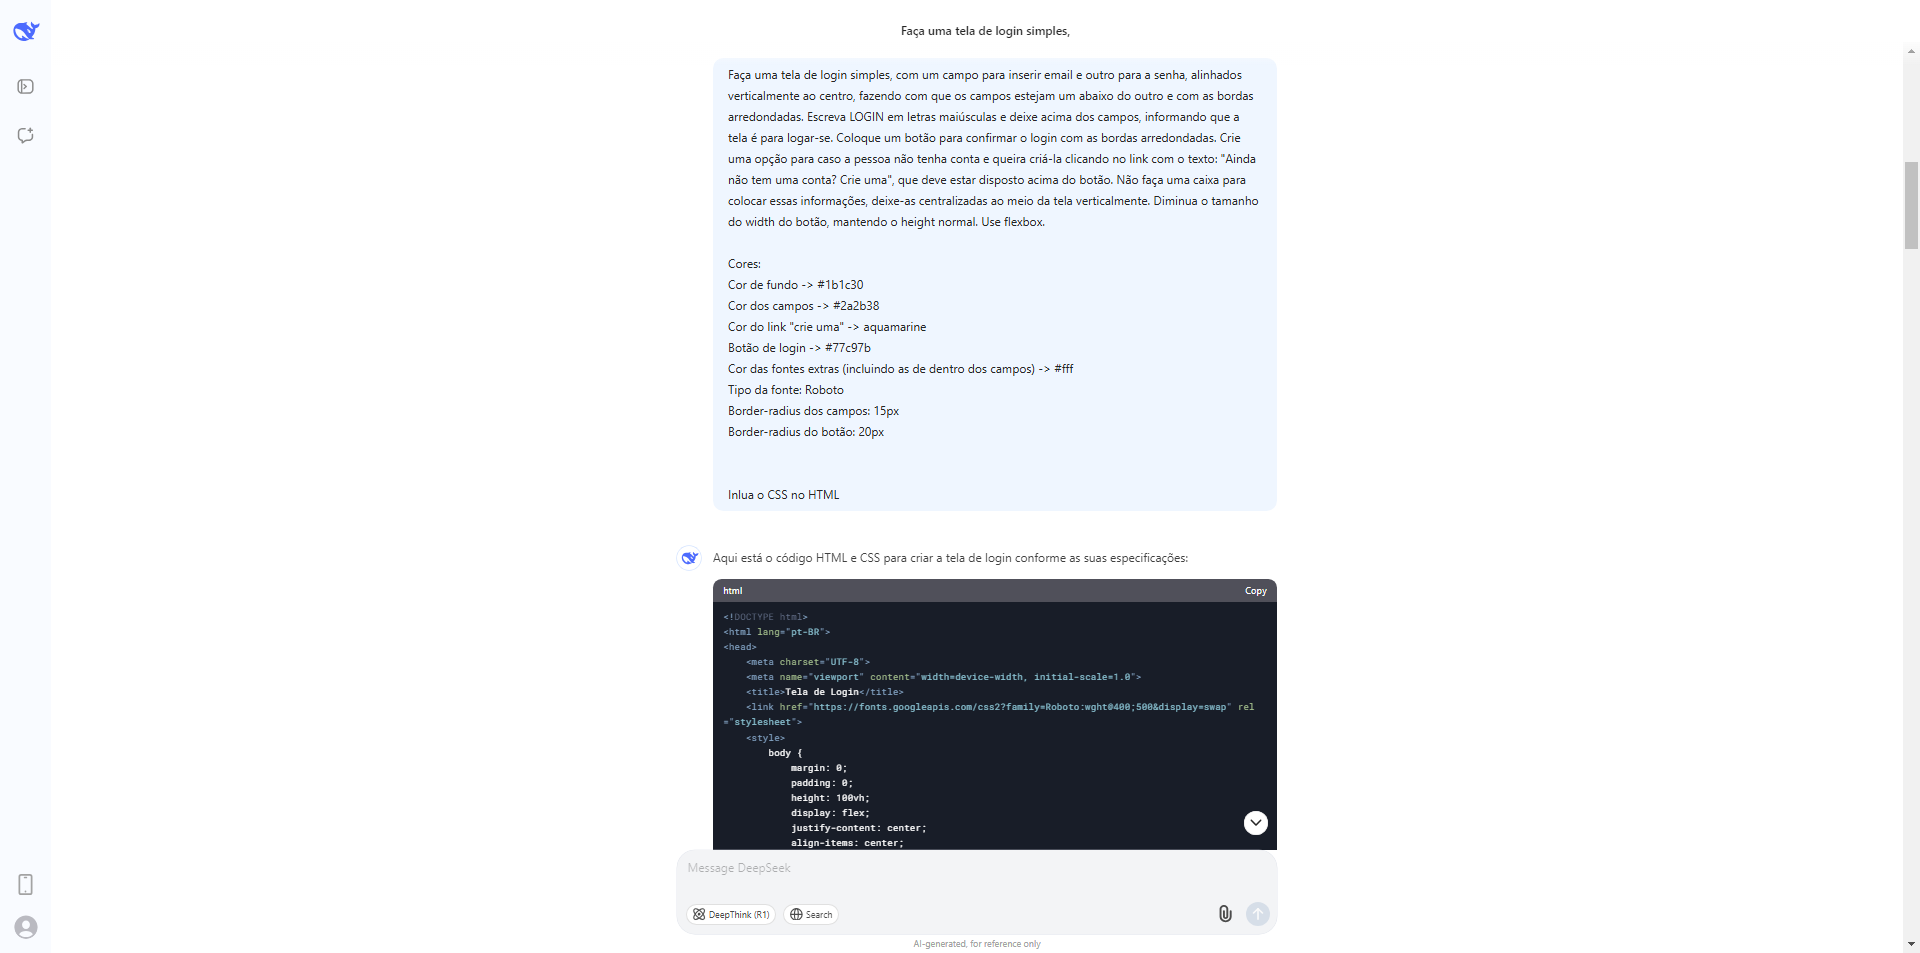 Faça uma tela de login simples,
Faça uma tela de login simples, com um campo para inserir email e outro para a senha, alinhados
verticalmente ao centro, fazendo com que os campos estejam um abaixo do outro e com as bordas
arredondadas. Escreva LOGIN em letras maiúsculas e deixe acima dos campos, informando que a
tela é para logar-se. Coloque um botão para confirmar o login com as bordas arredondadas. Crie
uma opção para caso a pessoa não tenha conta e queira criá-la clicando no link com o texto: "Ainda
não tem uma conta? Crie uma", que deve estar disposto acima do botão. Não faça uma caixa para
colocar essas informações, deixe-as centralizadas ao meio da tela verticalmente. Diminua o tamanho
do width do botão, mantendo o height normal. Use flexbox.
Cores:
Cor de fundo -> #1b1c30
Cor dos campos -> #2a2b38
Cor do link "crie uma" -> aquamarine
Botão de login -> #77c97b
Cor das fontes extras (incluindo as de dentro dos campos) -> #fff
Tipo da fonte: Roboto
Border-radius dos campos: 15px
Border-radius do botão: 20px
Inlua o CSS no HTML
Aqui está o código HTML e CSS para criar a tela de login conforme as suas especificações:
html Copy
<!DOCTYPE html>
<html lang="pt-BR">
<head>
<meta charset="UTF-8">
<meta name="viewport" content="width=device-width, initial-scale=1.0">
<title>Tela de Login</title>
<link href="https://fonts.googleapis.com/css2?family=Roboto:wght@400;500&display=swap" rel
="stylesheet">
<style>
body {
margin: 0;
padding: 0;
height: 100vh;
display: flex;
justify-content: center;
align-items: center;
Message DeepSeek
DeepThink (R1) Search
AI-generated, for reference only